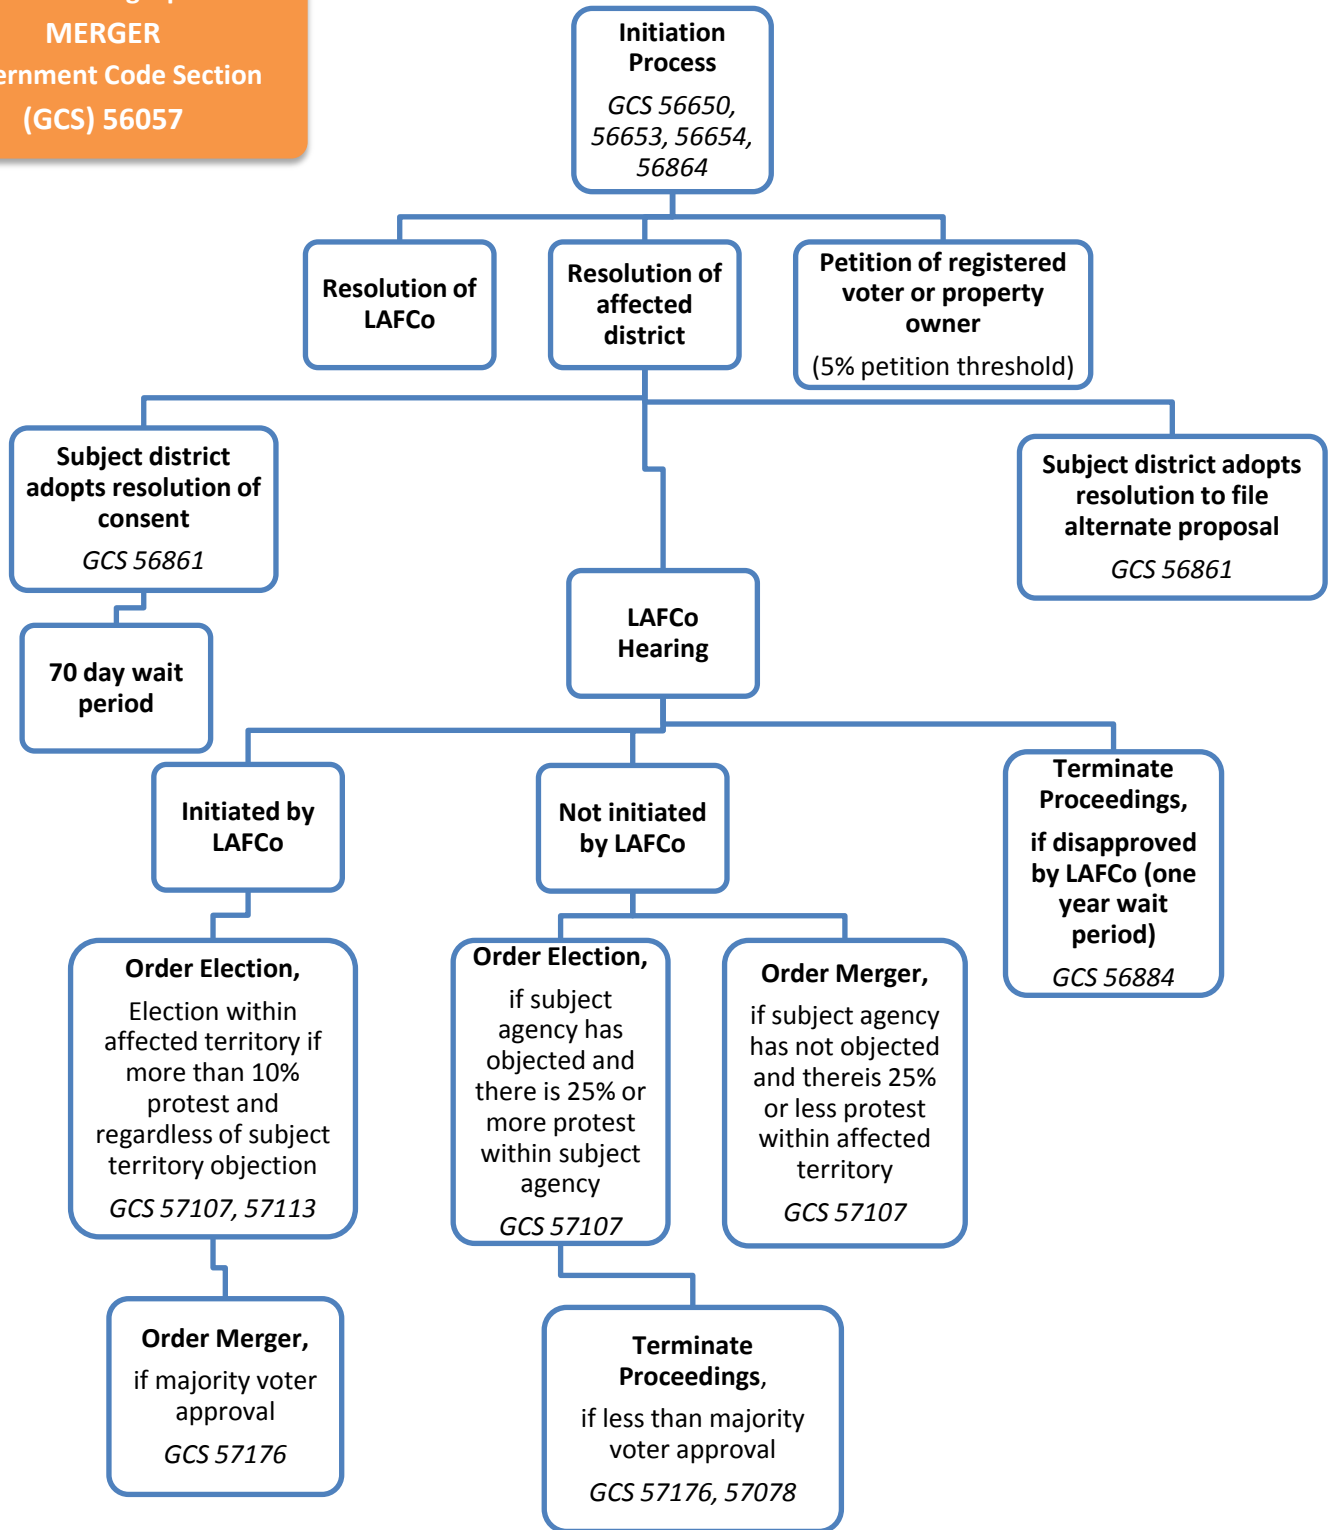 MERGER
ernment Code Section
(GCS) 56057
Initiation
Process
GCS 56650,
56653, 56654,
56864
Resolution of
LAFCo
Resolution of
affected
district
Petition of registered
voter or property
owner
(5% petition threshold)
Subject district
adopts resolution of
consent
GCS 56861
Subject district adopts
resolution to file
alternate proposal
GCS 56861
70 day wait
period
LAFCo
Hearing
Initiated by
LAFCo
Not initiated
by LAFCo
Terminate
Proceedings,
if disapproved
by LAFCo (one
year wait
period)
GCS 56884
Order Election,
Election within
affected territory if
more than 10%
protest and
regardless of subject
territory objection
GCS 57107, 57113
Order Election,
if subject
agency has
objected and
there is 25% or
more protest
within subject
agency
GCS 57107
Order Merger,
if subject agency
has not objected
and thereis 25%
or less protest
within affected
territory
GCS 57107
Order Merger,
if majority voter
approval
GCS 57176
Terminate
Proceedings,
if less than majority
voter approval
GCS 57176, 57078